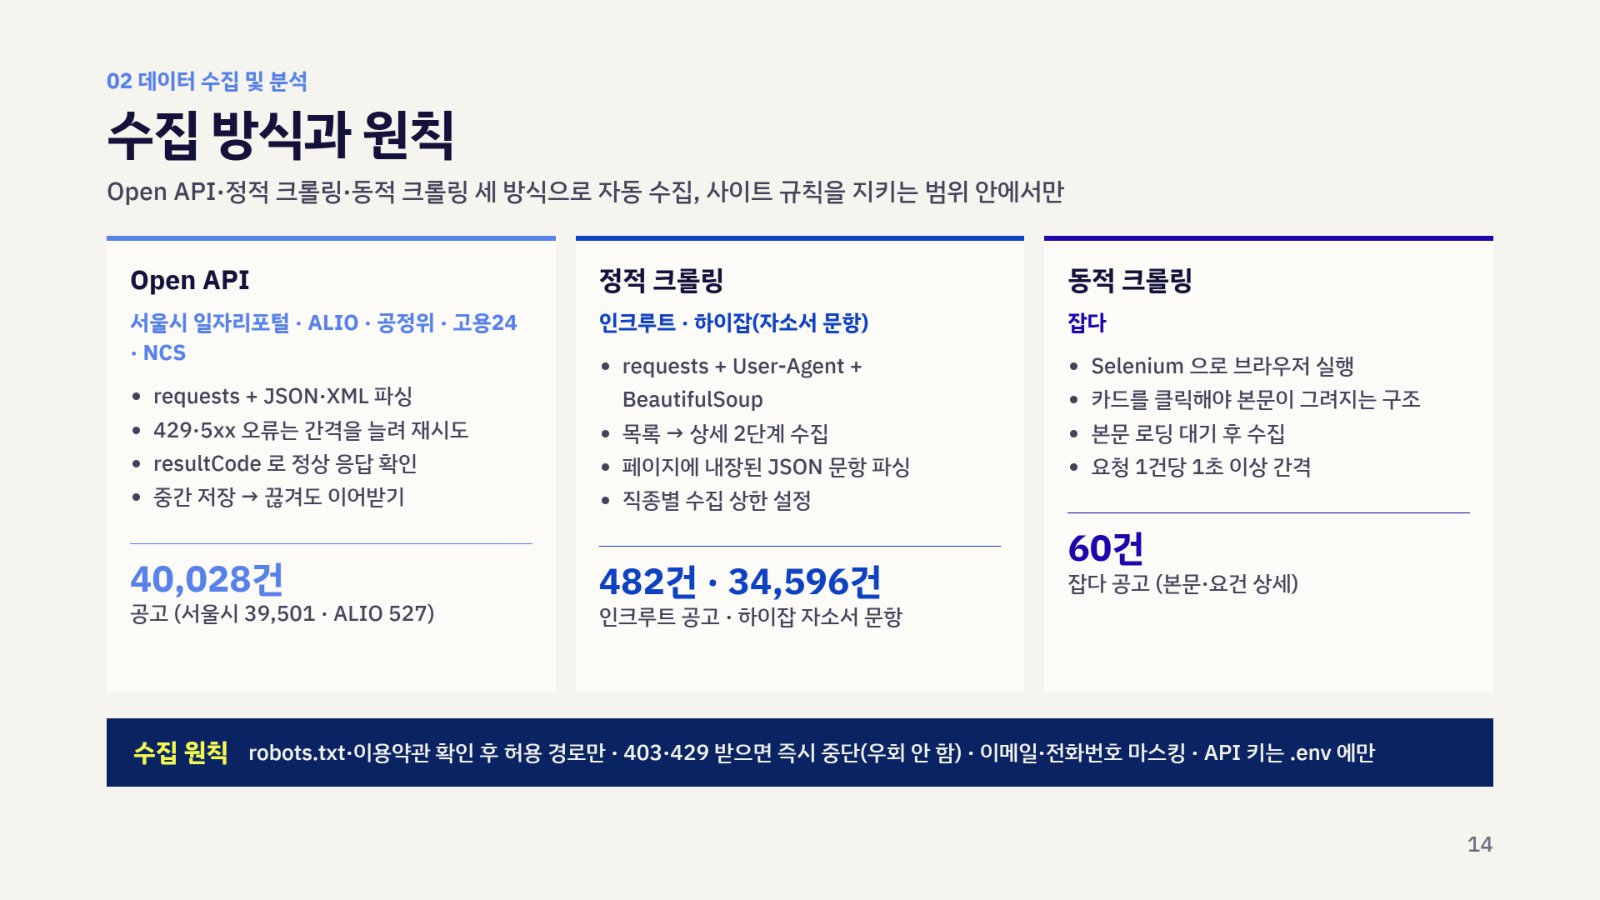 02 데이터 수집 및 분석
수집 방식과 원칙
Open API·정적 크롤링·동적 크롤링 세 방식으로 자동 수집, 사이트 규칙을 지키는 범위 안에서만
Open API
서울시 일자리포털 · ALIO · 공정위 · 고용24
· NCS
• requests + JSON·XML 파싱
• 429·5xx 오류는 간격을 늘려 재시도
• resultCode 로 정상 응답 확인
• 중간 저장 → 끊겨도 이어받기
40,028건
공고 (서울시 39,501 · ALIO 527)
정적 크롤링
인크루트 · 하이잡(자소서 문항)
• requests + User-Agent +
BeautifulSoup
• 목록 → 상세 2단계 수집
• 페이지에 내장된 JSON 문항 파싱
• 직종별 수집 상한 설정
482건 · 34,596건
인크루트 공고 · 하이잡 자소서 문항
동적 크롤링
잡다
• Selenium 으로 브라우저 실행
• 카드를 클릭해야 본문이 그려지는 구조
• 본문 로딩 대기 후 수집
• 요청 1건당 1초 이상 간격
60건
잡다 공고 (본문·요건 상세)
수집 원칙 robots.txt·이용약관 확인 후 허용 경로만 · 403·429 받으면 즉시 중단(우회 안 함) · 이메일·전화번호 마스킹 · API 키는 .env 에만
14